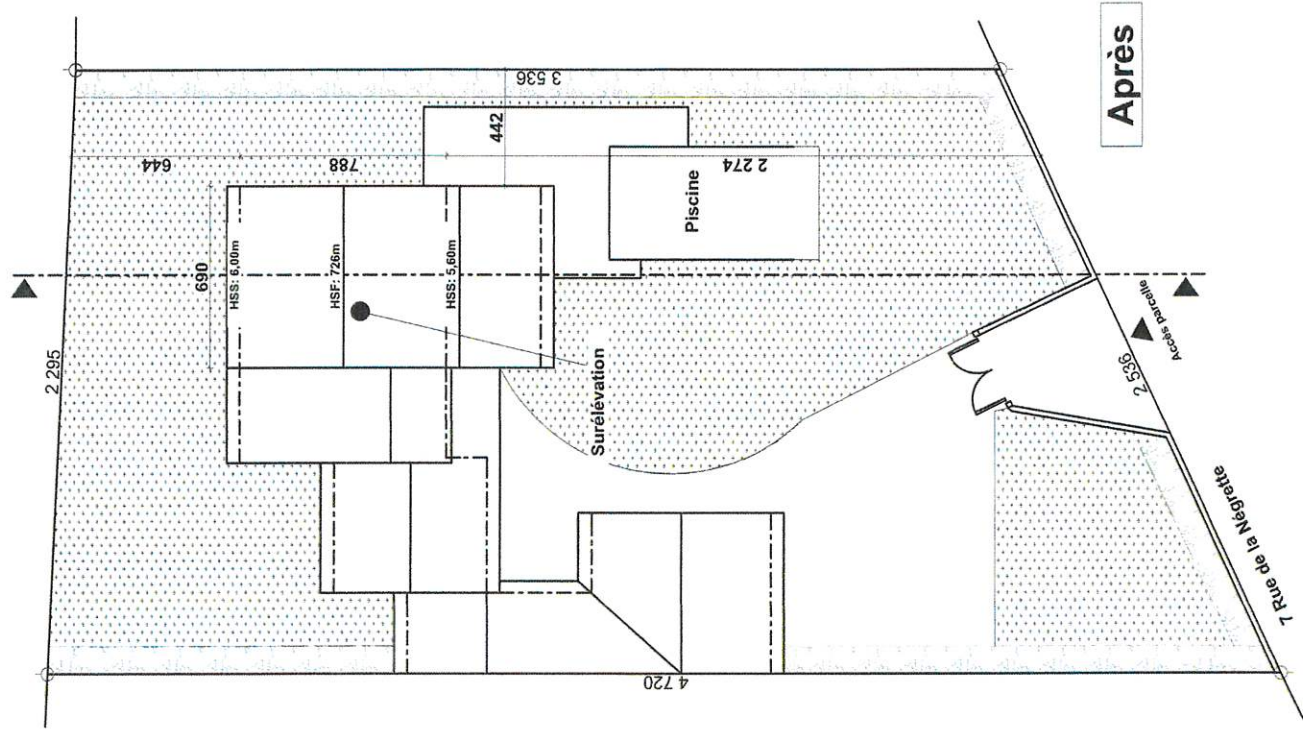 2 295
3 536
644
788
442
690
HSS: 6,00m
HSF: 726m
HSS: 5,60m
2 274
Piscine
Surélévation
Après
Accès parcelle
2 536
7 Rue de la Négrette
4 720